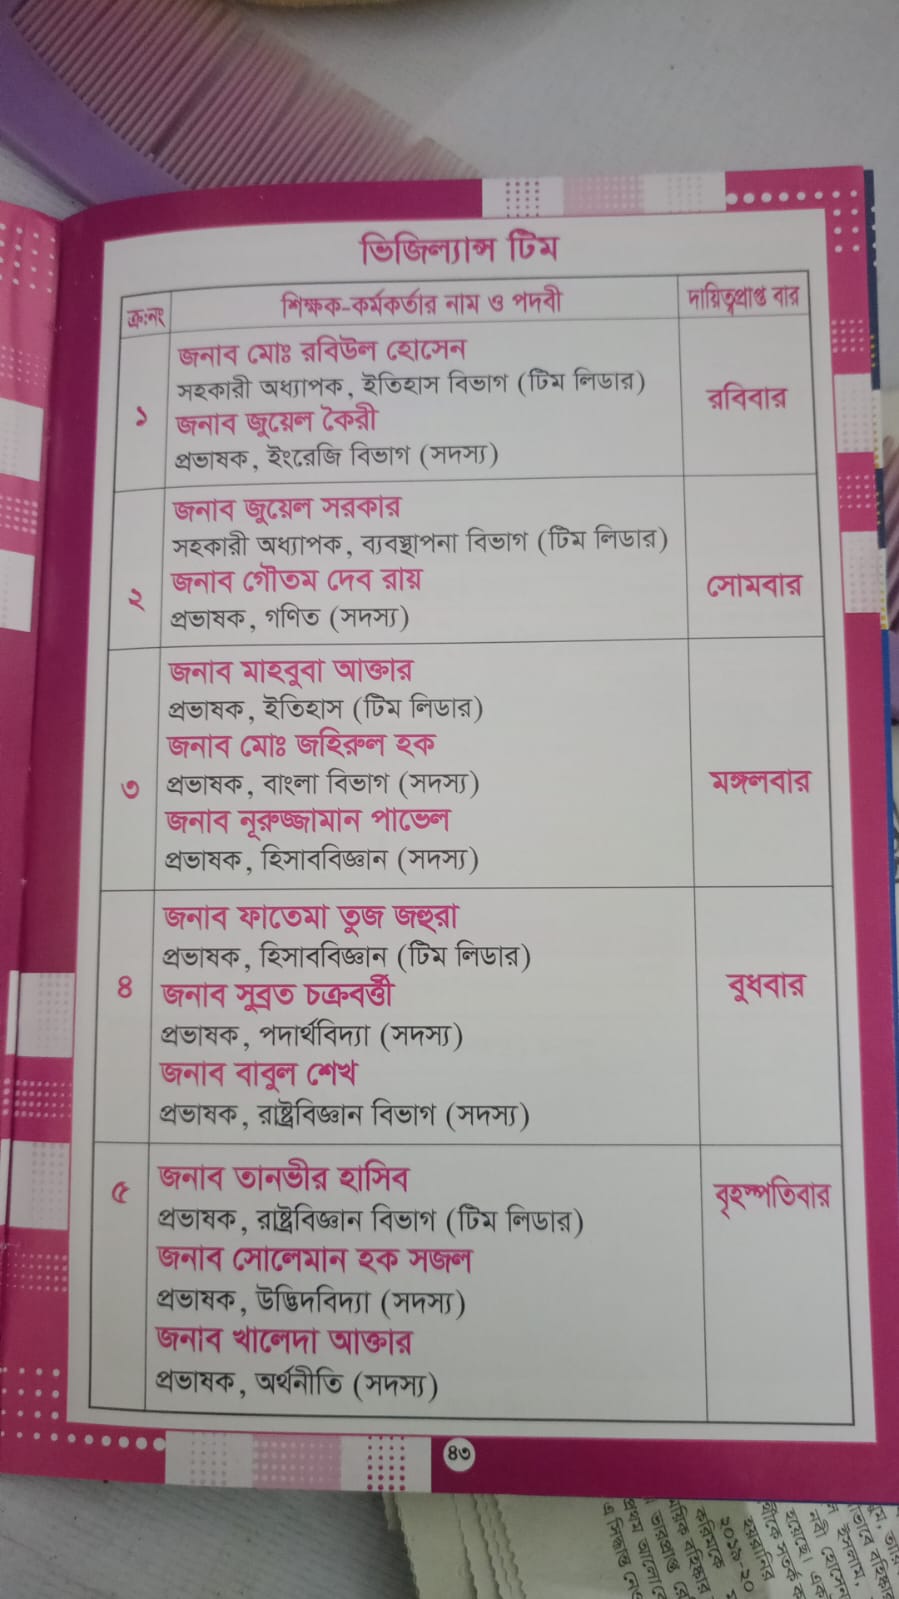 ভিজিল্যান্স টিম
ক্র:নং শিক্ষক-কর্মকর্তার নাম ও পদবী দায়িত্বপ্রাপ্ত বার
জনাব মোঃ রবিউল হোসেন
সহকারী অধ্যাপক, ইতিহাস বিভাগ (টিম লিডার)
১ জনাব জুয়েল কৈরী রবিবার
প্রভাষক, ইংরেজি বিভাগ (সদস্য)
জনাব জুয়েল সরকার
সহকারী অধ্যাপক, ব্যবস্থাপনা বিভাগ (টিম লিডার)
২ জনাব গৌতম দেব রায় সোমবার
প্রভাষক, গণিত (সদস্য)
জনাব মাহবুবা আক্তার
প্রভাষক, ইতিহাস (টিম লিডার)
জনাব মোঃ জহিরুল হক
৩ প্রভাষক, বাংলা বিভাগ (সদস্য) মঙ্গলবার
জনাব নূরুজ্জামান পাভেল
প্রভাষক, হিসাববিজ্ঞান (সদস্য)
জনাব ফাতেমা তুজ জহুরা
প্রভাষক, হিসাববিজ্ঞান (টিম লিডার)
৪ জনাব সুব্রত চক্রবর্ত্তী বুধবার
প্রভাষক, পদার্থবিদ্যা (সদস্য)
জনাব বাবুল শেখ
প্রভাষক, রাষ্ট্রবিজ্ঞান বিভাগ (সদস্য)
৫ জনাব তানভীর হাসিব বৃহস্পতিবার
প্রভাষক, রাষ্ট্রবিজ্ঞান বিভাগ (টিম লিডার)
জনাব সোলেমান হক সজল
প্রভাষক, উদ্ভিদবিদ্যা (সদস্য)
জনাব খালেদা আক্তার
প্রভাষক, অর্থনীতি (সদস্য)
৪৩